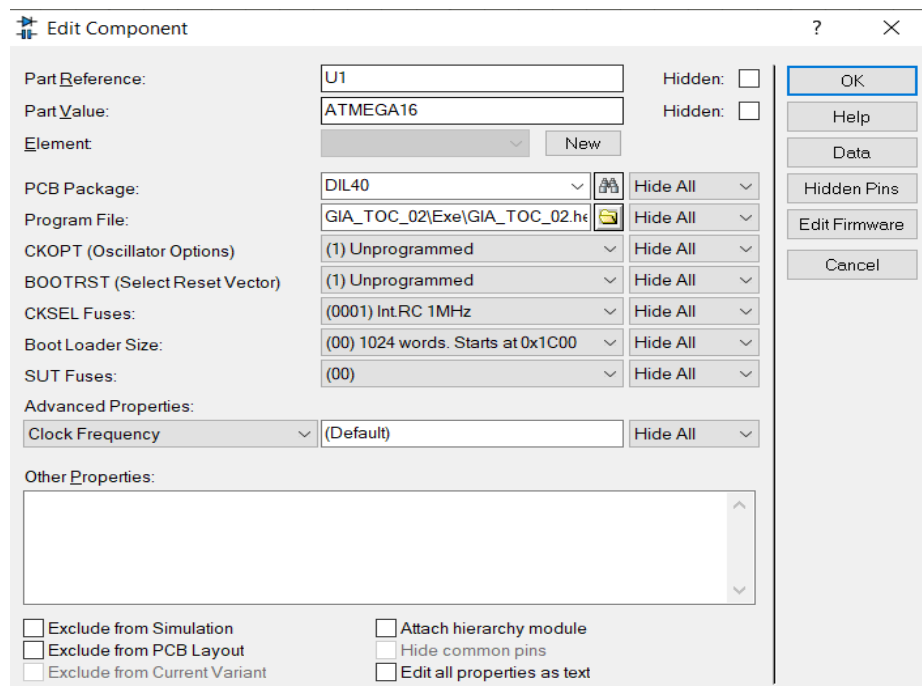 Edit Component ?
Part Reference: U1 Hidden: OK
Part Value: ATMEGA16 Hidden: Help
Element: New Data
PCB Package: DIL40 Hide All Hidden Pins
Program File: GIA_TOC_02\Exe\GIA_TOC_02.he Hide All Edit Firmware
CKOPT (Oscillator Options) (1) Unprogrammed Hide All
BOOTRST (Select Reset Vector) (1) Unprogrammed Hide All Cancel
CKSEL Fuses: (0001) Int.RC 1MHz Hide All
Boot Loader Size: (00) 1024 words. Starts at 0x1C00 Hide All
SUT Fuses: (00) Hide All
Advanced Properties:
Clock Frequency (Default) Hide All
Other Properties:
Exclude from Simulation Attach hierarchy module
Exclude from PCB Layout Hide common pins
Exclude from Current Variant Edit all properties as text